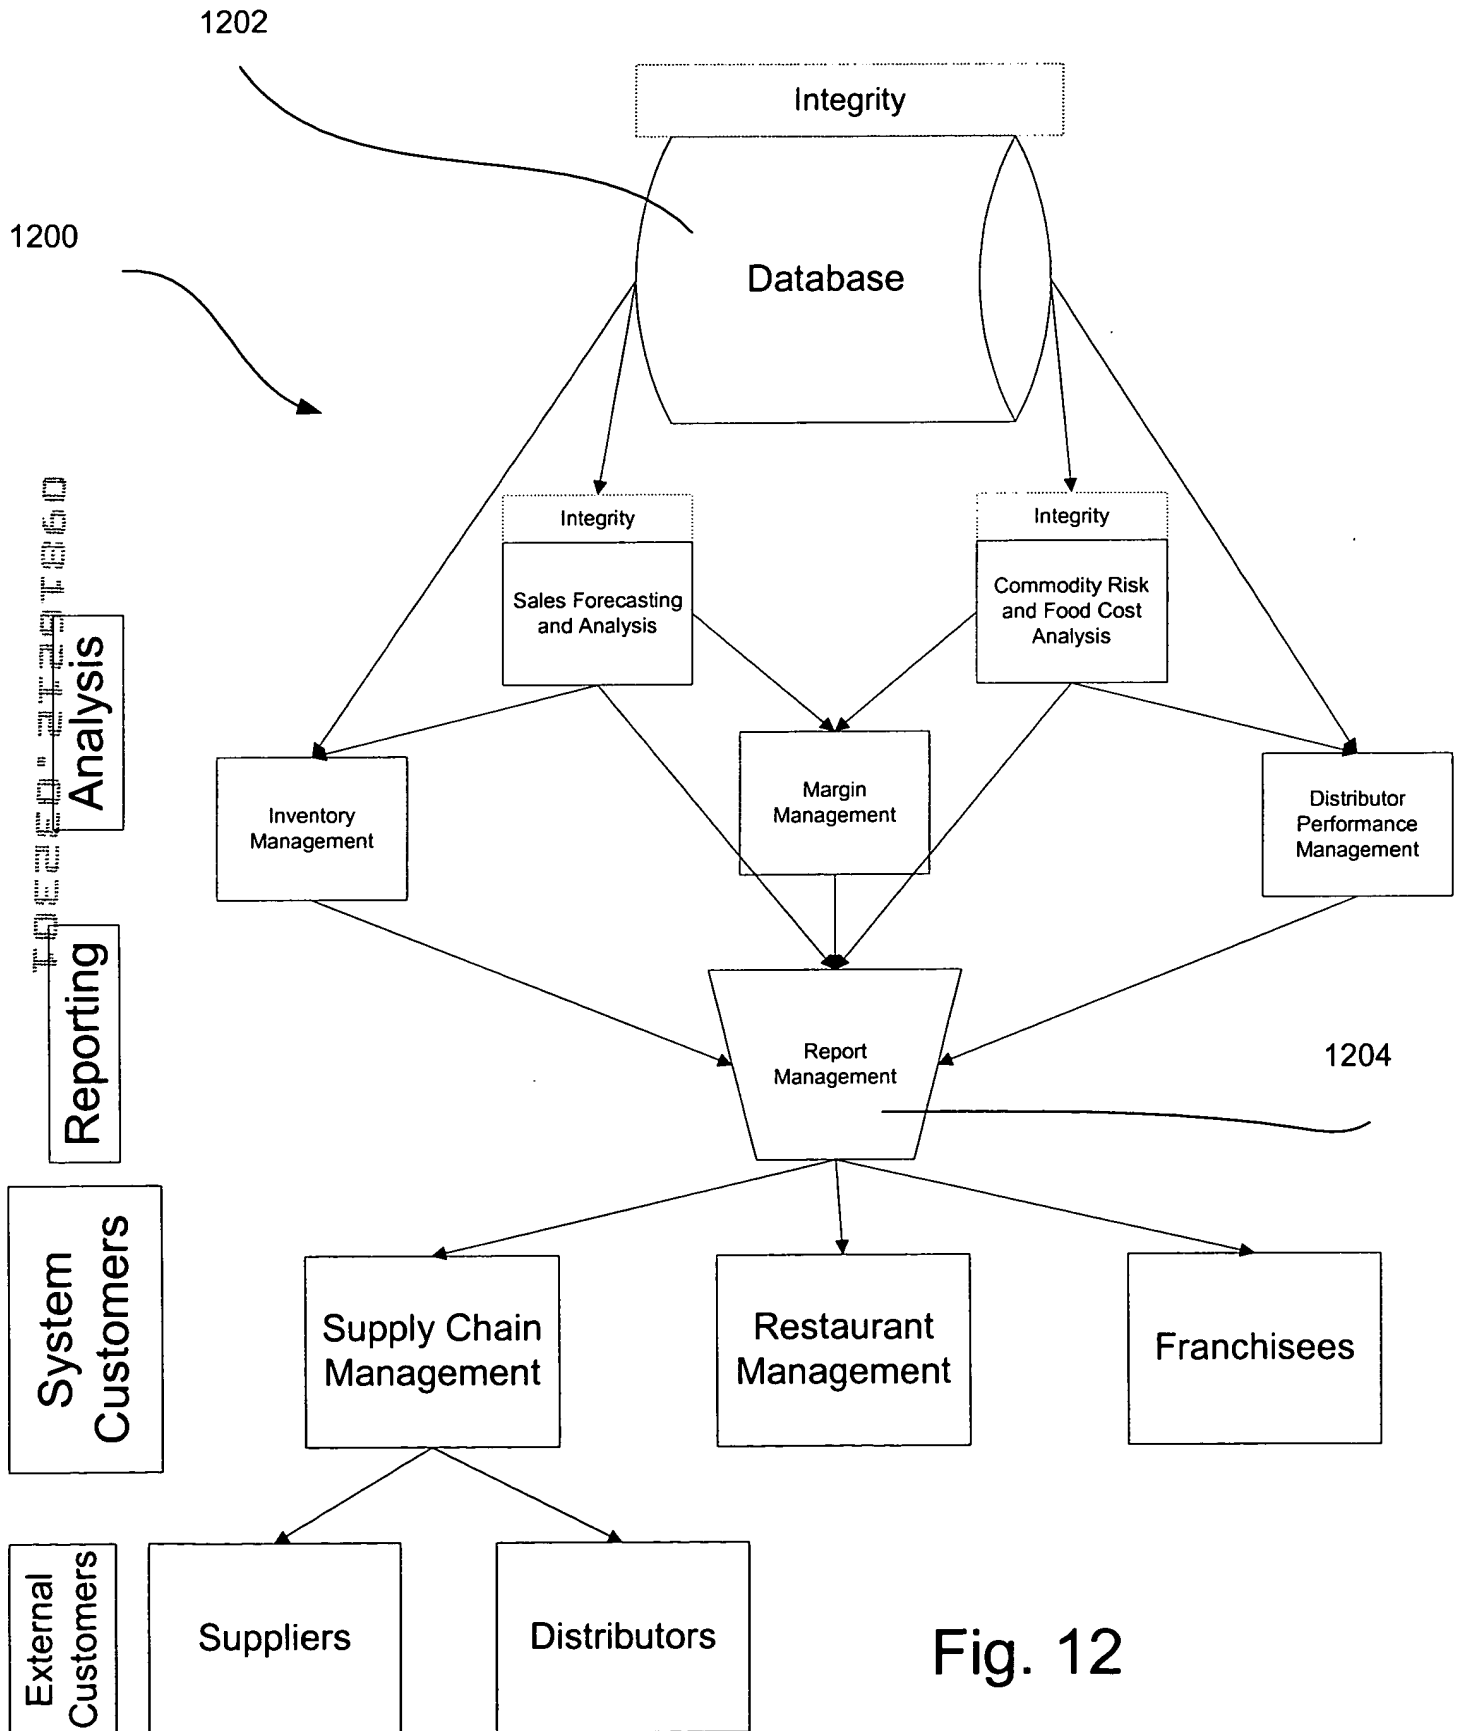 1202
Integrity
1200
Database
Integrity
Integrity
Sales Forecasting
and Analysis
Commodity Risk
and Food Cost
Analysis
Analysis
Inventory
Management
Margin
Management
Distributor
Performance
Management
Reporting
Report
Management
1204
System
Customers
Supply Chain
Management
Restaurant
Management
Franchisees
External
Customers
Suppliers
Distributors
Fig. 12